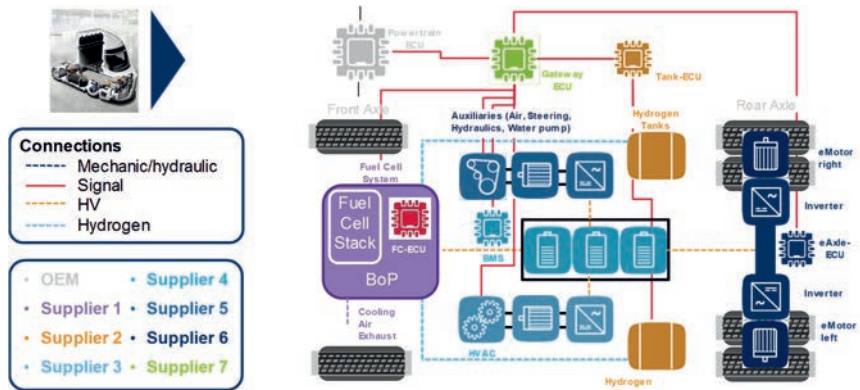 Connections
Mechanic/hydraulic
Signal
HV
Hydrogen
OEM
Supplier 1
Supplier 2
Supplier 3
Supplier 4
Supplier 5
Supplier 6
Supplier 7
Powertrain
ECU
Gateway
ECU
Tank-ECU
Front Axle
Auxiliaries (Air, Steering,
Hydraulics, Water pump)
Hydrogen
Tanks
Rear Axle
Fuel Cell
System
Fuel
Cell
Stack
FC-ECU
BoP
BMS
eMotor
right
Inverter
eAxle-
ECU
Inverter
eMotor
left
Cooling
Air
Exhaust
HVAC
Hydrogen